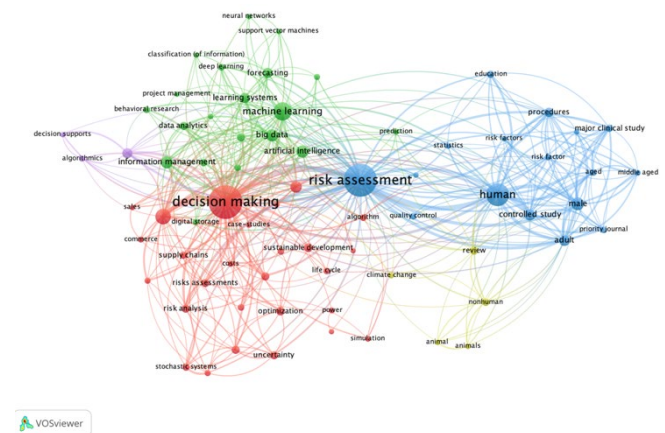 neural networks
support vector machines
classification (of information)
deep learning
forecasting
education
project management
learning systems
behavioral research
machine learning
procedures
data analytics
major clinical study
decision supports
big data
prediction
risk factors
statistics
algorithmics
information management
artificial intelligence
risk factor
aged
middle aged
risk assessment
human
decision making
male
sales
digital storage
case-studies
algorithm
quality control
controlled study
priority journal
commerce
adult
supply chains
sustainable development
review
costs
life cycle
climate change
risks assessments
nonhuman
risk analysis
optimization
power
simulation
animal
animals
uncertainty
stochastic systems
VOSviewer